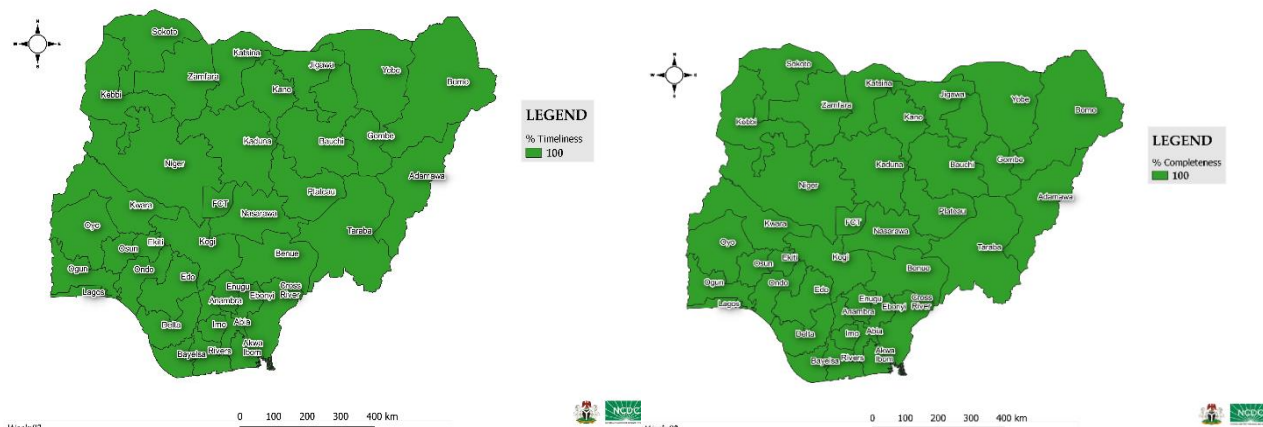 Sokoto
Katsina
Jigawa
Yobe
Borno
Zamfara
Kano
Kebbi
Gombe
Kaduna
Bauchi
Niger
Adamawa
Plateau
Kwara
FCT
Nasarawa
Oyo
Taraba
Ekiti
Kogi
Osun
Benue
Ogun
Ondo
Edo
Enugu
Cross
River
Lagos
Anambra
Ebonyi
Delta
Imo
Abia
Akwa
Ibom
Bayelsa
Rivers
LEGEND
% Timeliness
100
0 100 200 300 400 km
NCDC
Sokoto
Katsina
Jigawa
Yobe
Borno
Zamfara
Kano
Kebbi
Gombe
Kaduna
Bauchi
Niger
Adamawa
Plateau
Kwara
FCT
Nasarawa
Oyo
Taraba
Ekiti
Kogi
Osun
Benue
Ogun
Ondo
Edo
Enugu
Cross
River
Lagos
Anambra
Ebonyi
Delta
Imo
Abia
Akwa
Ibom
Bayelsa
Rivers
LEGEND
% Completeness
100
0 100 200 300 400 km
NCDC